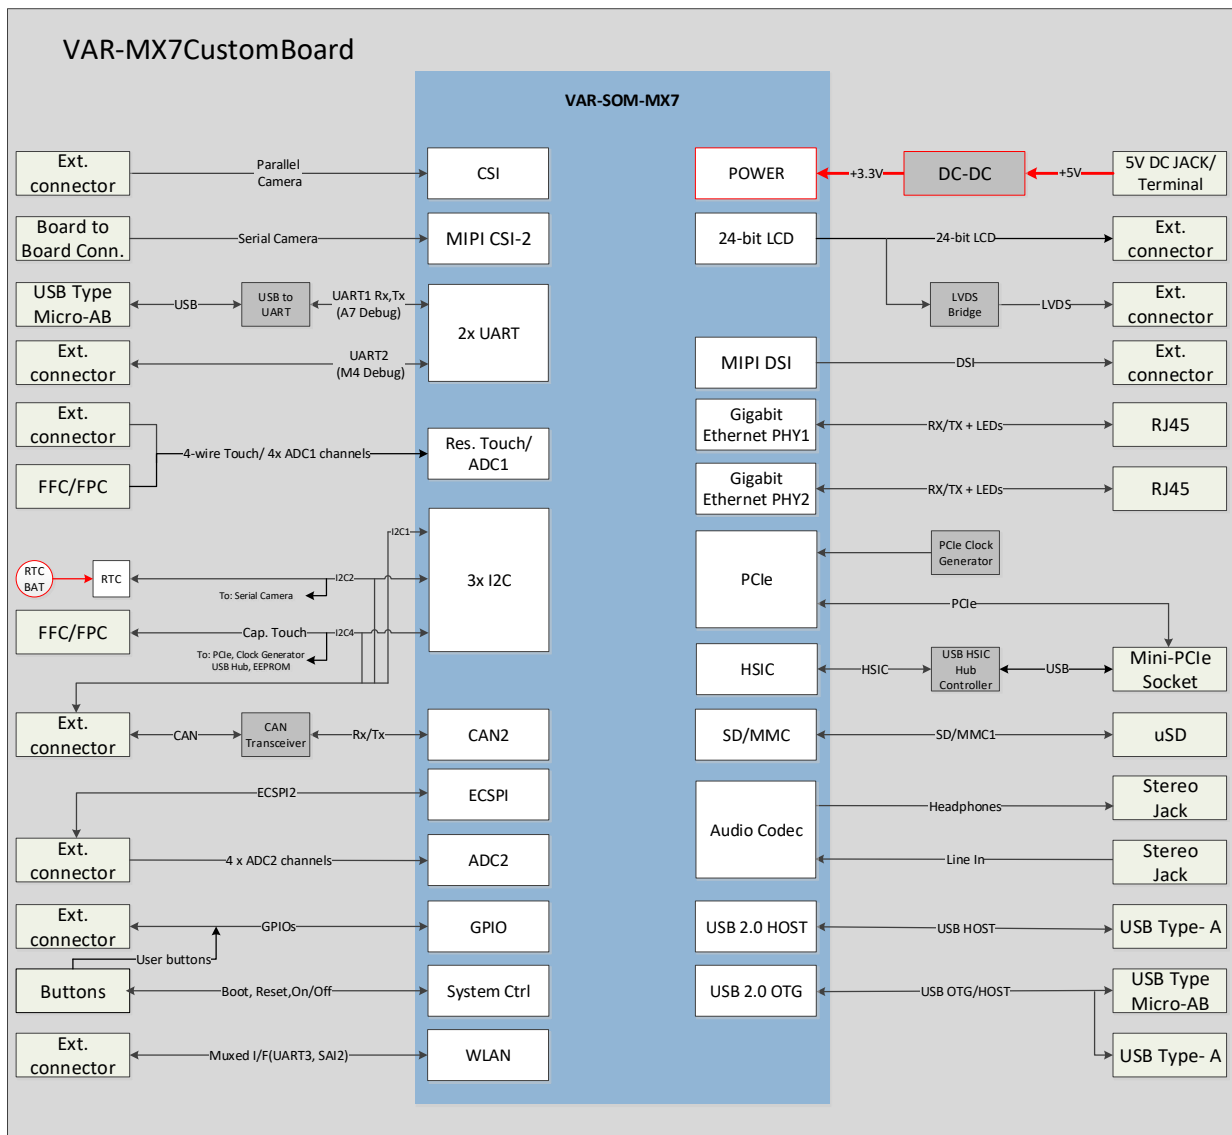 VAR-MX7CustomBoard
VAR-SOM-MX7
Ext.
connector
Parallel
Camera
CSI
POWER
+3.3V
DC-DC
+5V
5V DC JACK/
Terminal
Board to
Board Conn.
Serial Camera
MIPI CSI-2
24-bit LCD
24-bit LCD
Ext.
connector
USB Type
Micro-AB
USB
USB to
UART
UART1 Rx,Tx
(A7 Debug)
2x UART
LVDS
Bridge
LVDS
Ext.
connector
Ext.
connector
UART2
(M4 Debug)
MIPI DSI
DSI
Ext.
connector
Ext.
connector
4-wire Touch/ 4x ADC1 channels
FFC/FPC
Res. Touch/
ADC1
Gigabit
Ethernet PHY1
RX/TX + LEDs
RJ45
Gigabit
Ethernet PHY2
RX/TX + LEDs
RJ45
I2C1
RTC
BAT
RTC
I2C2
To: Serial Camera
3x I2C
PCIe
PCIe Clock
Generator
PCIe
FFC/FPC
Cap. Touch
I2C4
To: PCIe, Clock Generator
USB Hub, EEPROM
HSIC
HSIC
USB HSIC
Hub
Controller
USB
Mini-PCIe
Socket
Ext.
connector
CAN
CAN
Transceiver
Rx/Tx
CAN2
SD/MMC
SD/MMC1
uSD
ECSPI2
ECSPI
Audio Codec
Headphones
Stereo
Jack
Ext.
connector
4 x ADC2 channels
ADC2
Line In
Stereo
Jack
Ext.
connector
GPIOs
GPIO
USB 2.0 HOST
USB HOST
USB Type- A
User buttons
Buttons
Boot, Reset,On/Off
System Ctrl
USB 2.0 OTG
USB OTG/HOST
USB Type
Micro-AB
Ext.
connector
Muxed I/F(UART3, SAI2)
WLAN
USB Type- A